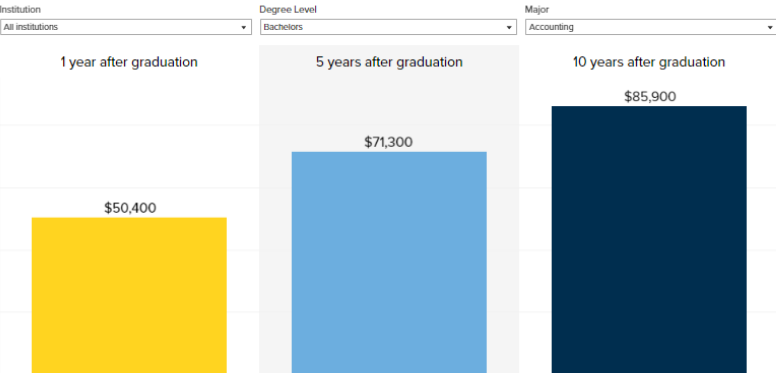 Institution
Degree Level
Major
All institutions
Bachelors
Accounting
1 year after graduation
5 years after graduation
10 years after graduation
$85,900
$71,300
$50,400